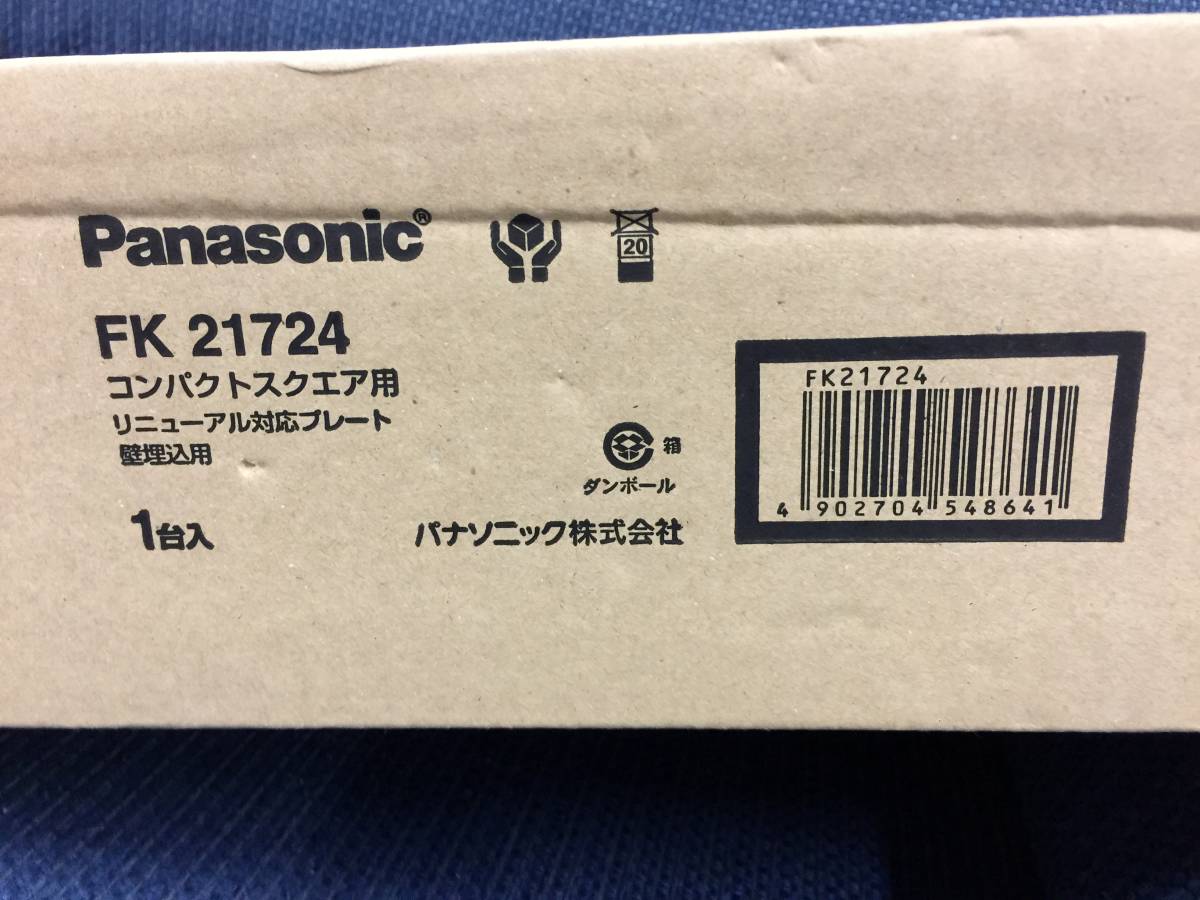 Panasonic®
20
FK 21724
コンパクトスクエア用
リニューアル対応プレート
壁埋込用
1台入
箱
ダンボール
パナソニック株式会社
FK21724
4 902704 548641